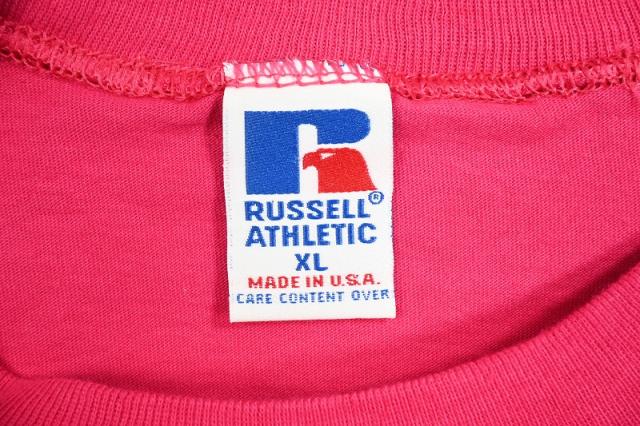 RUSSELL®
ATHLETIC
XL
MADE IN U.S.A.
CARE CONTENT OVER